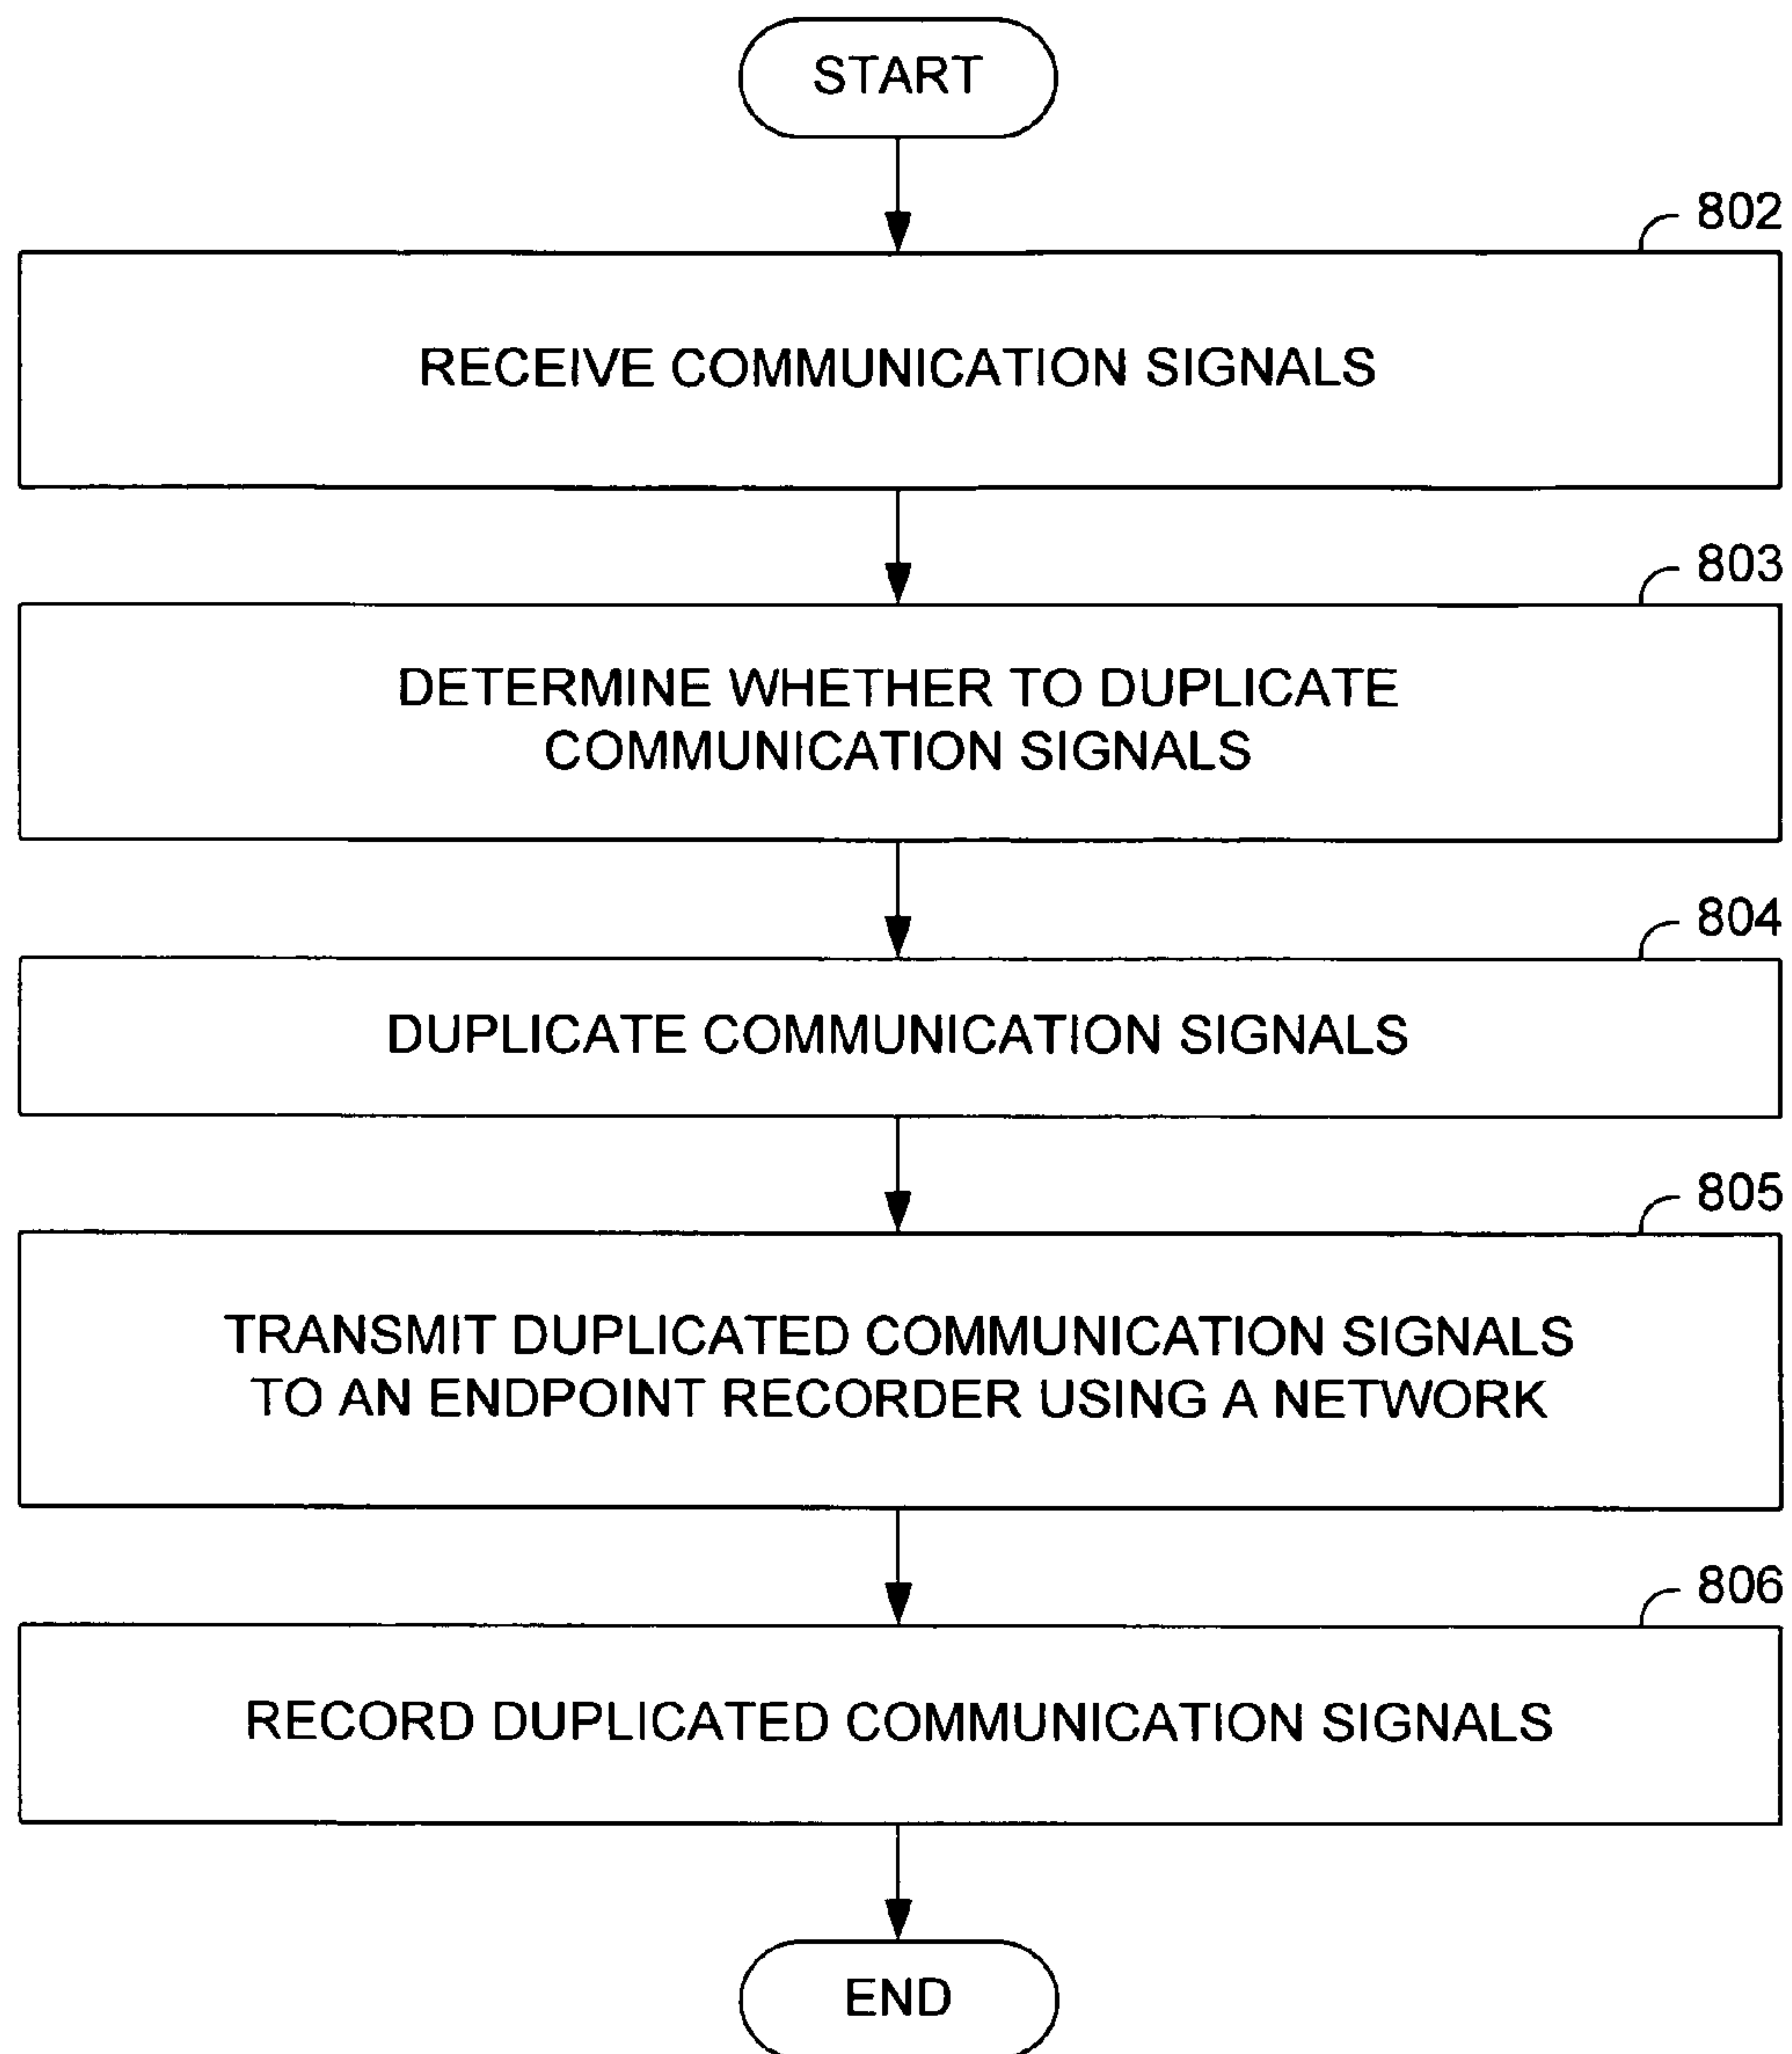 START
802
RECEIVE COMMUNICATION SIGNALS
803
DETERMINE WHETHER TO DUPLICATE
COMMUNICATION SIGNALS
804
DUPLICATE COMMUNICATION SIGNALS
805
TRANSMIT DUPLICATED COMMUNICATION SIGNALS
TO AN ENDPOINT RECORDER USING A NETWORK
806
RECORD DUPLICATED COMMUNICATION SIGNALS
END